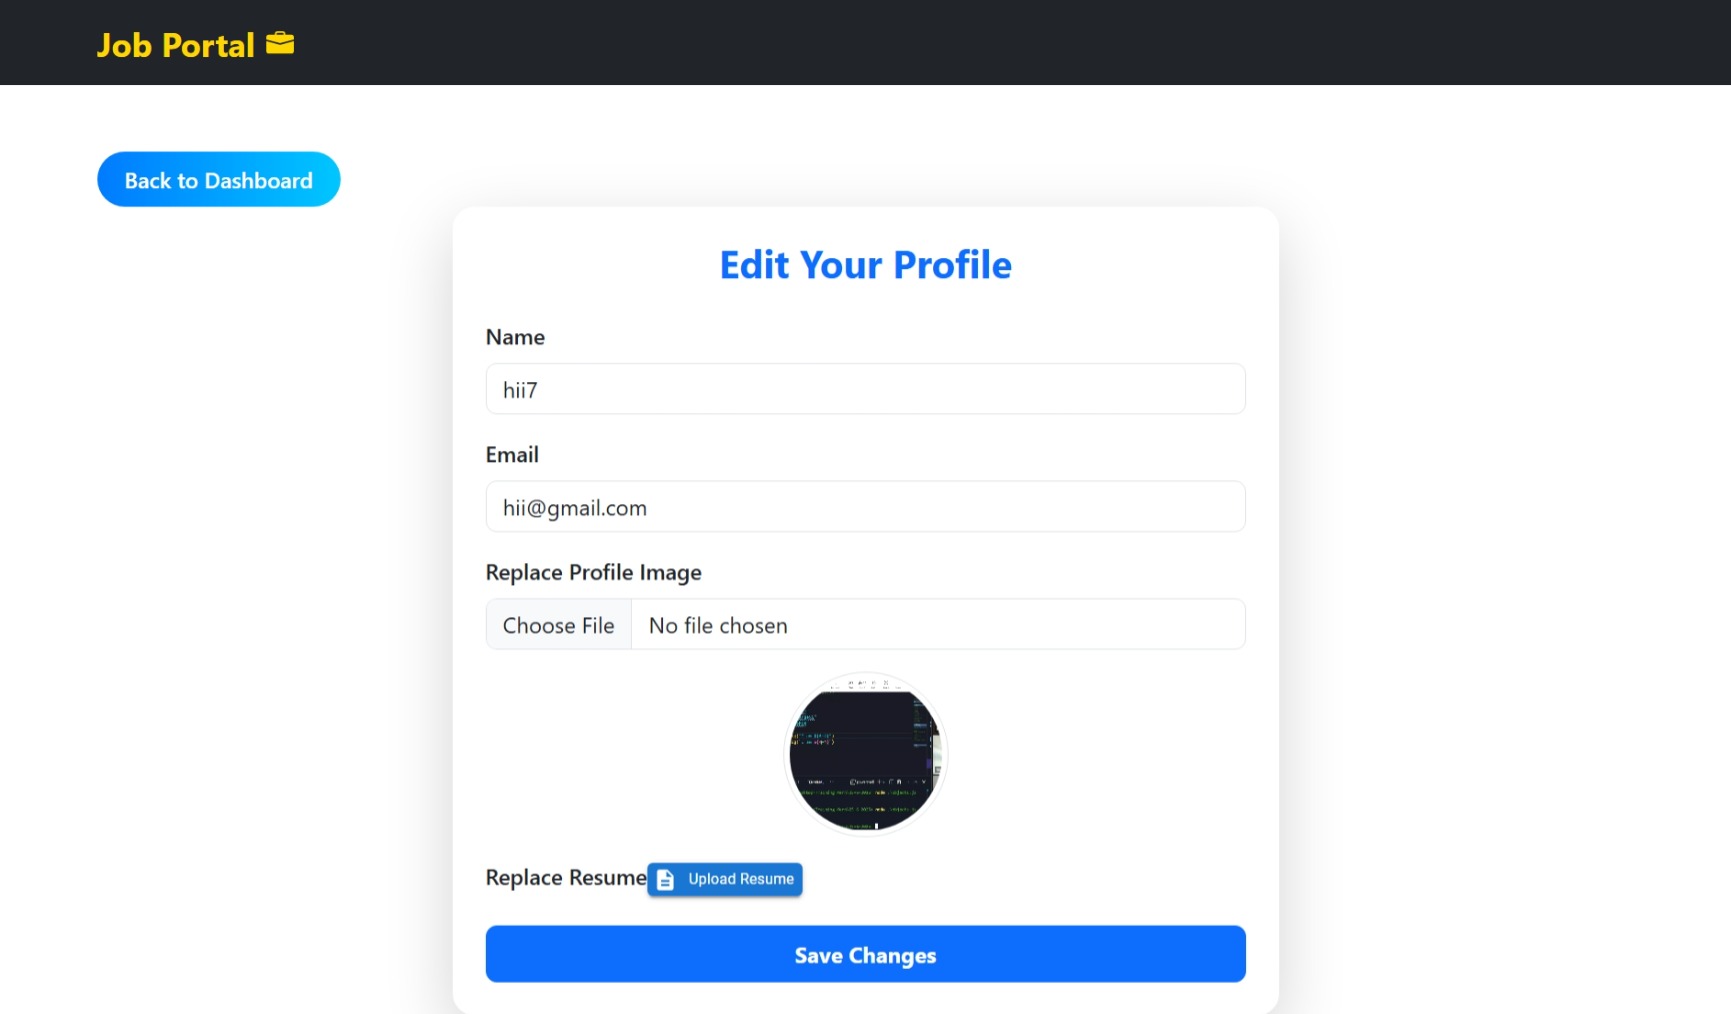 Job Portal
Back to Dashboard
Edit Your Profile
Name
hii7
Email
hii@gmail.com
Replace Profile Image
Choose File No file chosen
Replace Resume Upload Resume
Save Changes